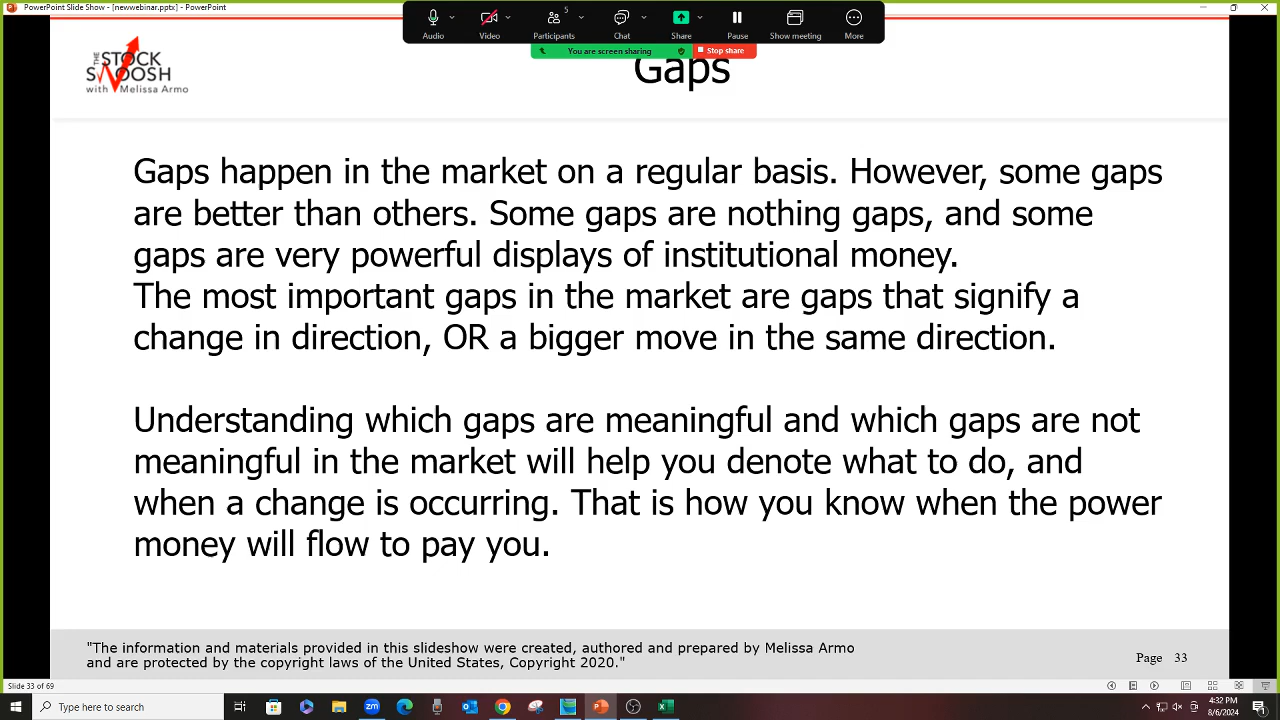 PowerPoint Slide Show - [newwebinar.pptx] - PowerPoint
5
Audio Video Participants Chat Share Pause Show meeting More
You are screen sharing Stop share
THE STOCK
SWOOSH
with Melissa Armo
Gaps
Gaps happen in the market on a regular basis. However, some gaps
are better than others. Some gaps are nothing gaps, and some
gaps are very powerful displays of institutional money.
The most important gaps in the market are gaps that signify a
change in direction, OR a bigger move in the same direction.
Understanding which gaps are meaningful and which gaps are not
meaningful in the market will help you denote what to do, and
when a change is occurring. That is how you know when the power
money will flow to pay you.
"The information and materials provided in this slideshow were created, authored and prepared by Melissa Armo
and are protected by the copyright laws of the United States, Copyright 2020."
Page 33
Slide 33 of 69
Type here to search
zm
4:32 PM
8/6/2024